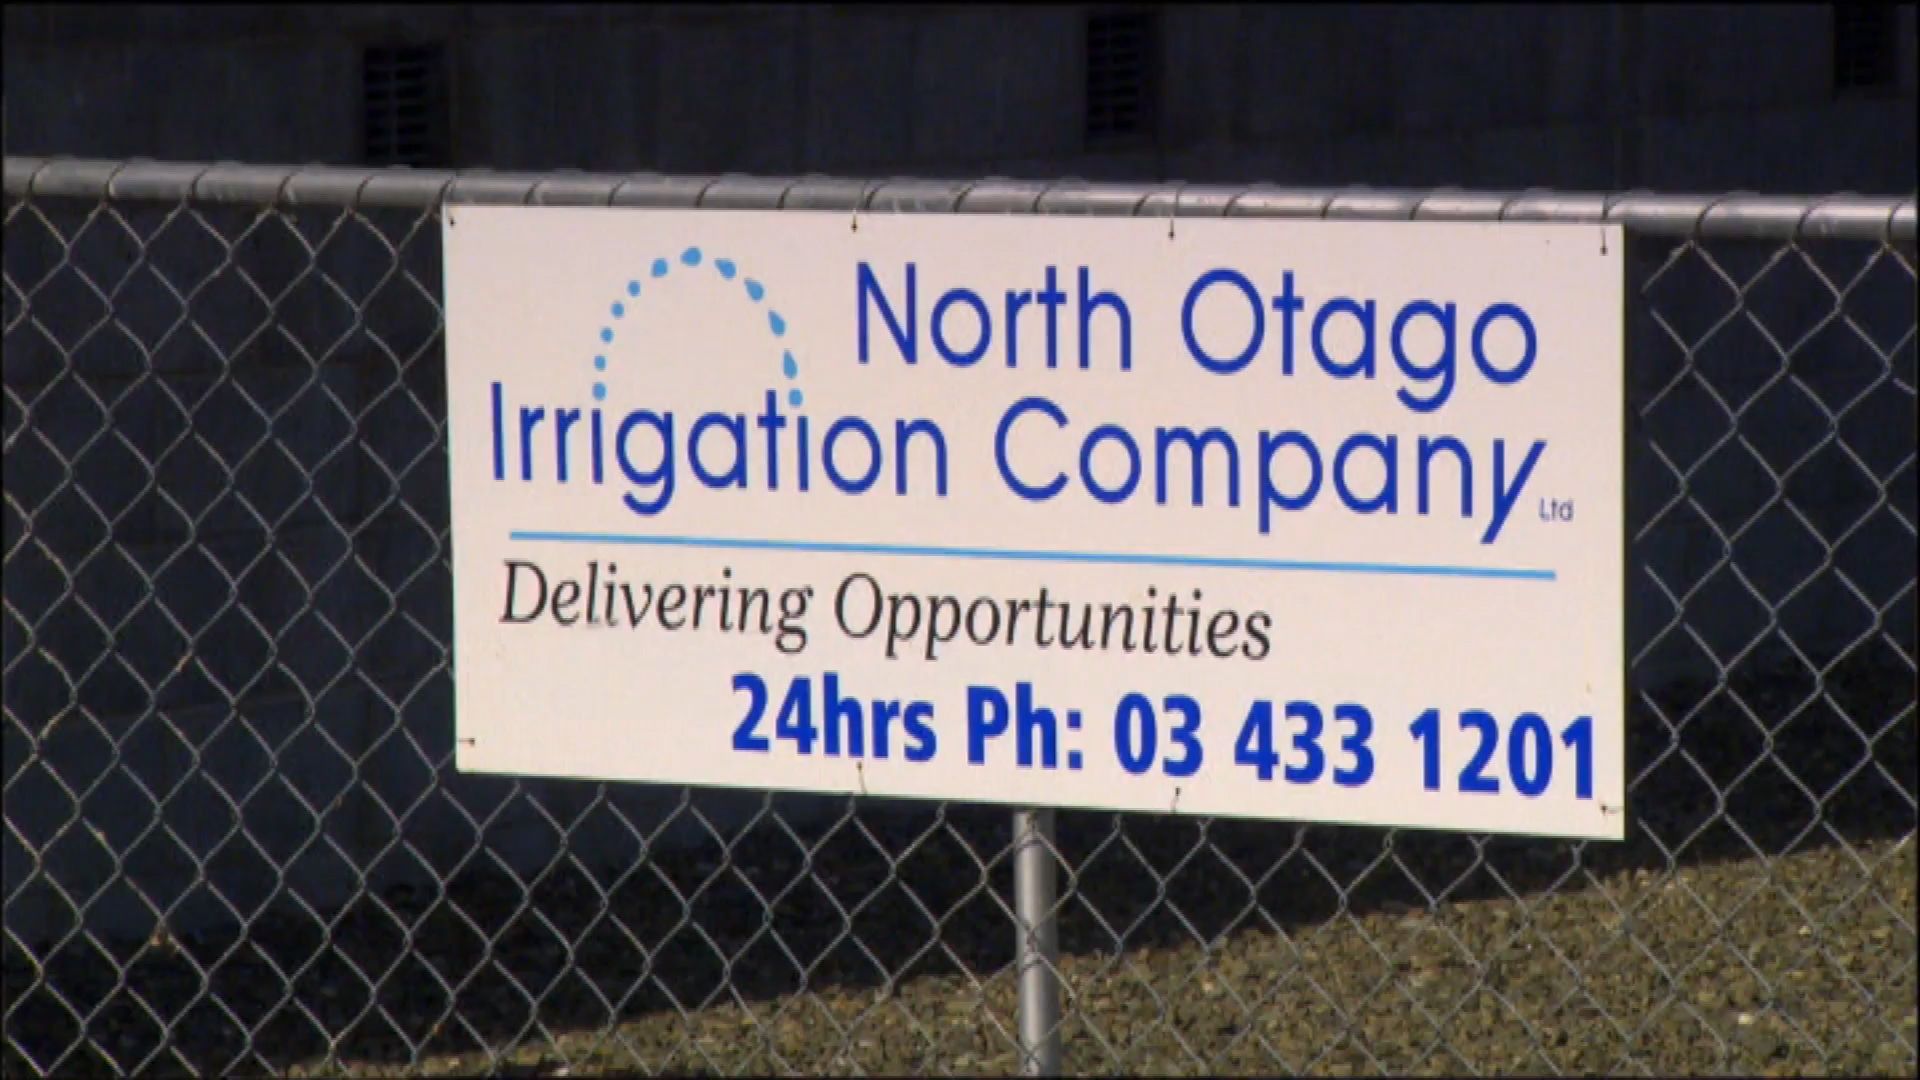 North Otago
Irrigation Company Ltd
Delivering Opportunities
24hrs Ph: 03 433 1201